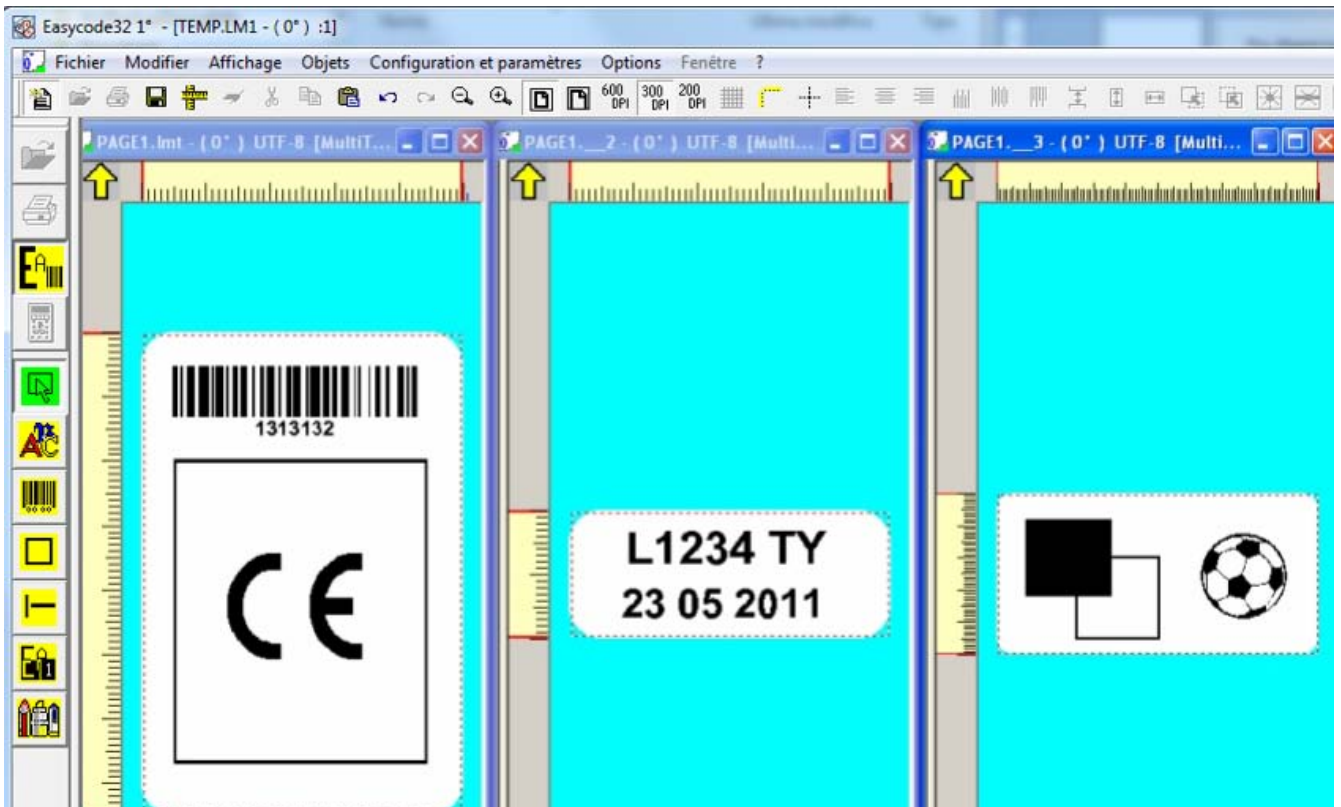 Easycode32 1° - [TEMP.LM1 - ( 0° ) :1]
Fichier Modifier Affichage Objets Configuration et paramètres Options Fenêtre ?
600 DPI 300 DPI 200 DPI
PAGE1.lmt - ( 0° ) UTF-8 [MultiT...
PAGE1.__2 - ( 0° ) UTF-8 [Multi...
PAGE1.__3 - ( 0° ) UTF-8 [Multi...
1313132
CE
L1234 TY
23 05 2011